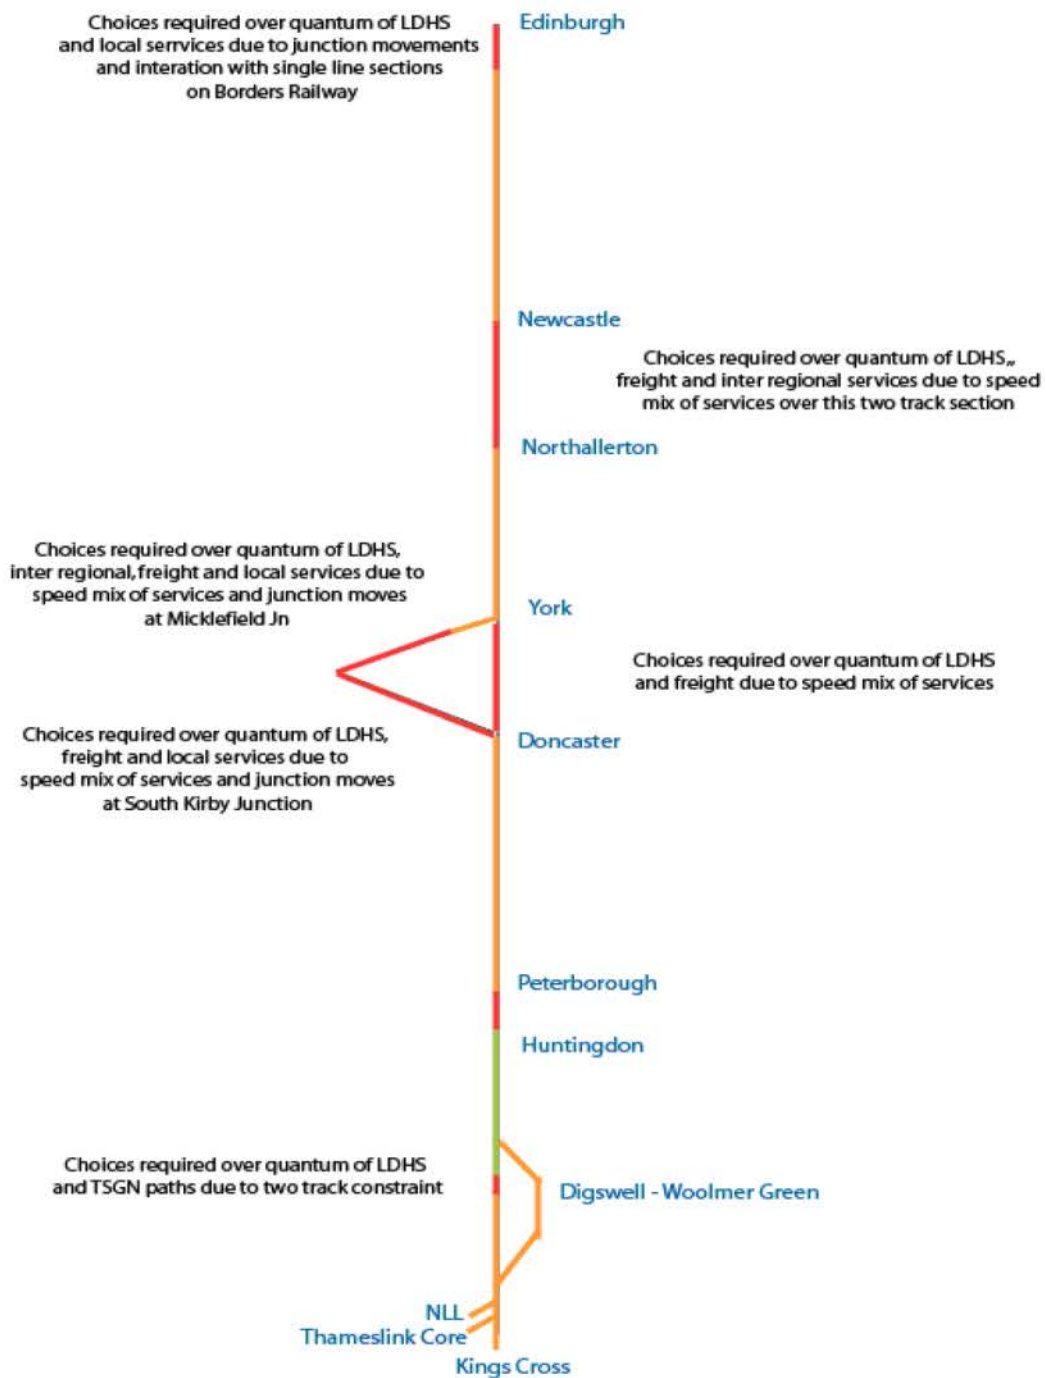 Choices required over quantum of LDHS
and local serrvices due to junction movements
and interation with single line sections
on Borders Railway
Edinburgh
Newcastle
Choices required over quantum of LDHS,,
freight and inter regional services due to speed
mix of services over this two track section
Northallerton
Choices required over quantum of LDHS,
inter regional,freight and local services due to
speed mix of services and junction moves
at Micklefield Jn
York
Choices required over quantum of LDHS
and freight due to speed mix of services
Choices required over quantum of LDHS,
freight and local services due to
speed mix of services and junction moves
at South Kirby Junction
Doncaster
Peterborough
Huntingdon
Choices required over quantum of LDHS
and TSGN paths due to two track constraint
Digswell - Woolmer Green
NLL
Thameslink Core
Kings Cross